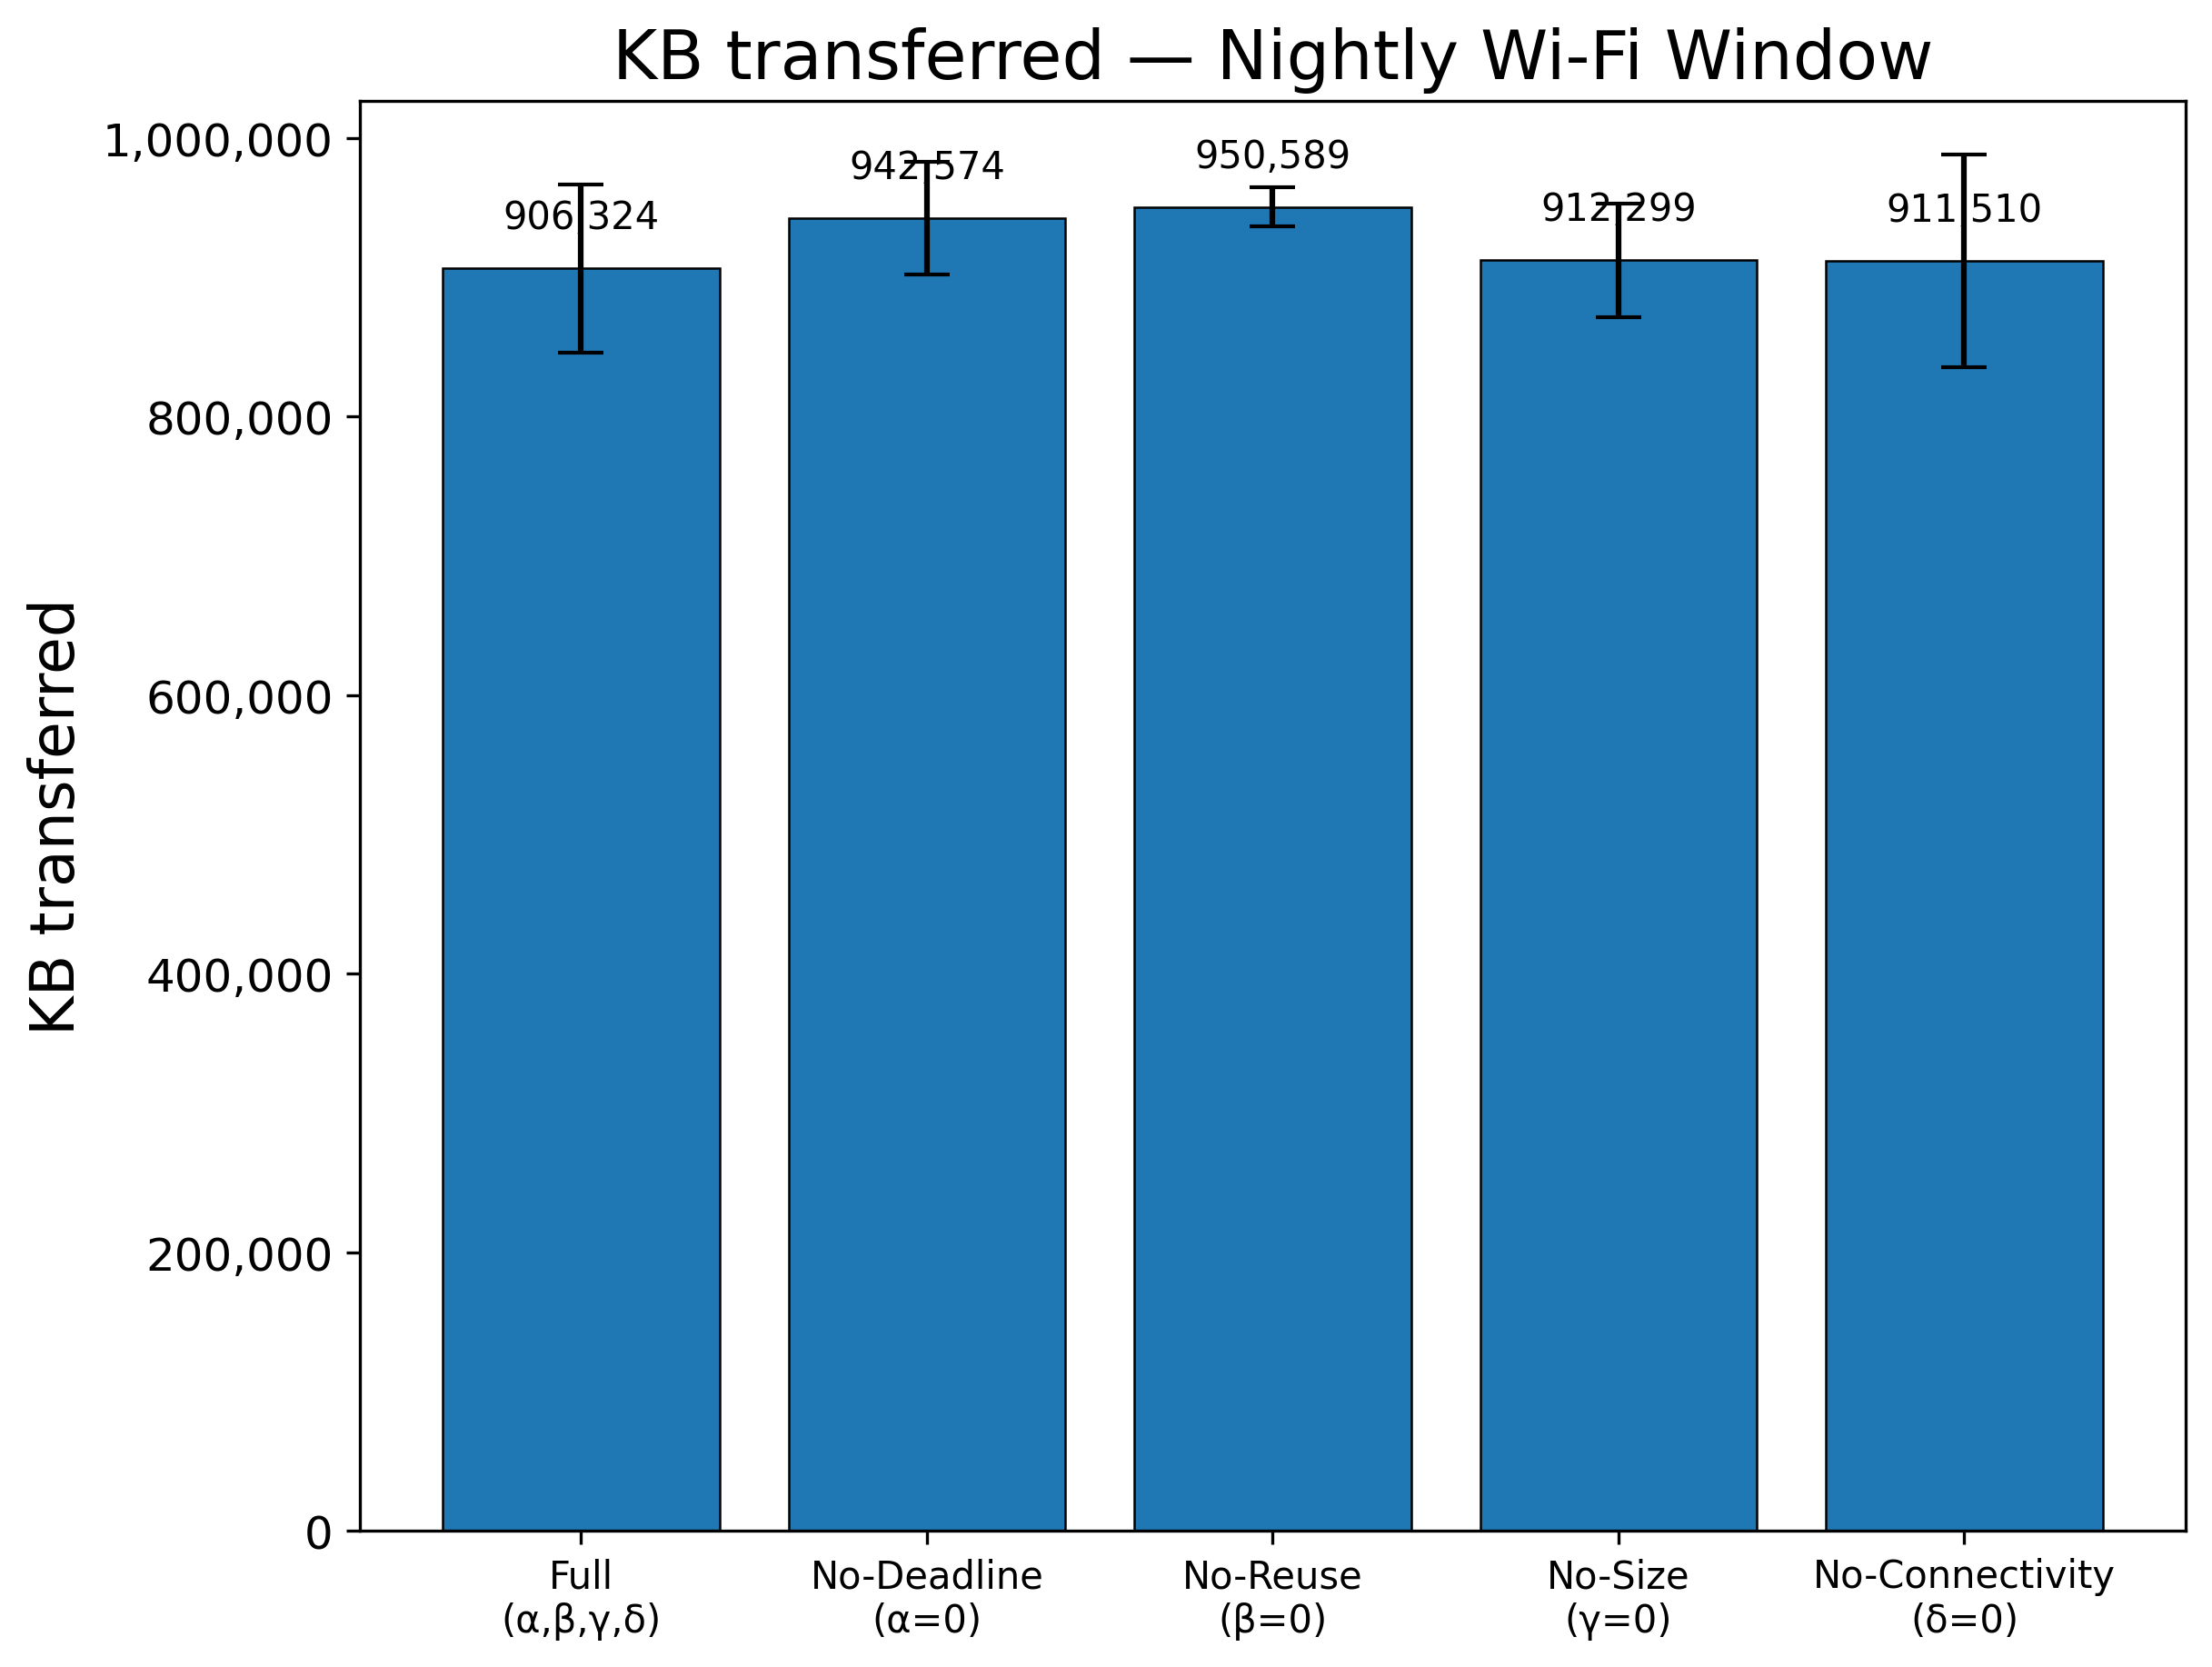 KB transferred — Nightly Wi-Fi Window
KB transferred
1,000,000
800,000
600,000
400,000
200,000
0
906,324
942,574
950,589
912,299
911,510
Full
(α,β,γ,δ)
No-Deadline
(α=0)
No-Reuse
(β=0)
No-Size
(γ=0)
No-Connectivity
(δ=0)